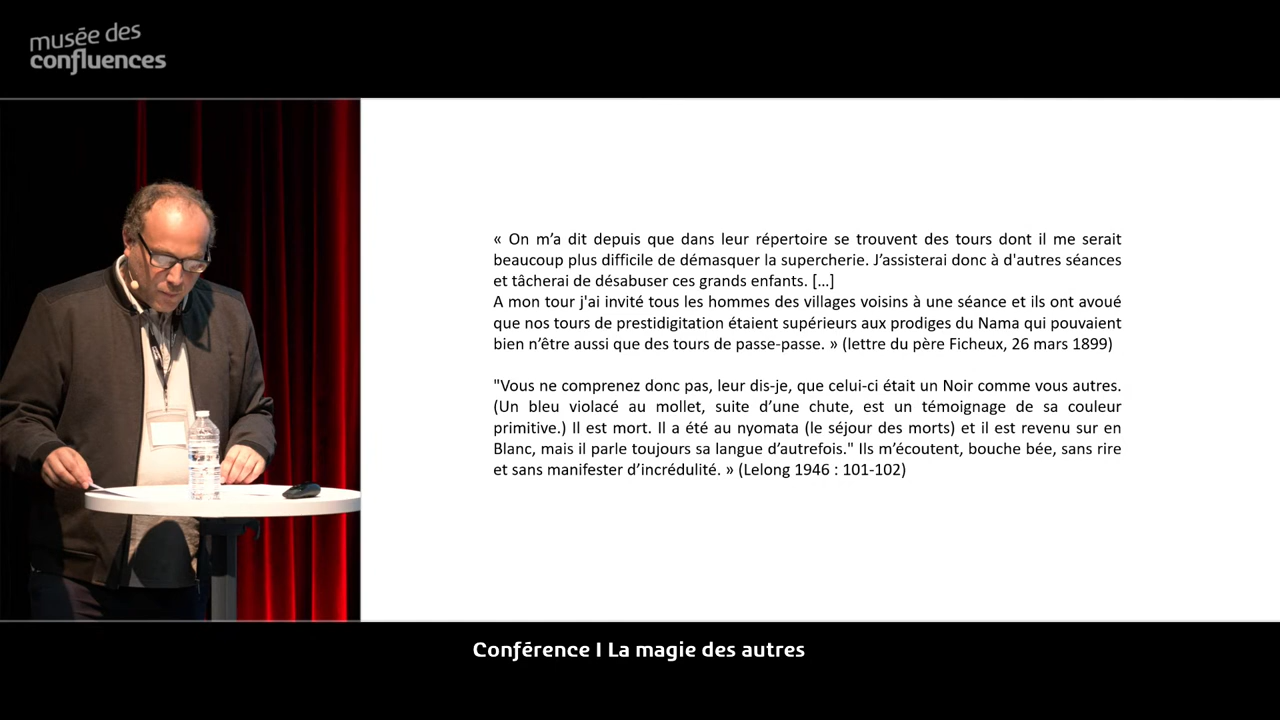 musée des
confluences
« On m’a dit depuis que dans leur répertoire se trouvent des tours dont il me serait
beaucoup plus difficile de démasquer la supercherie. J’assisterai donc à d'autres séances
et tâcherai de désabuser ces grands enfants. […]
A mon tour j'ai invité tous les hommes des villages voisins à une séance et ils ont avoué
que nos tours de prestidigitation étaient supérieurs aux prodiges du Nama qui pouvaient
bien n’être aussi que des tours de passe-passe. » (lettre du père Ficheux, 26 mars 1899)
"Vous ne comprenez donc pas, leur dis-je, que celui-ci était un Noir comme vous autres.
(Un bleu violacé au mollet, suite d’une chute, est un témoignage de sa couleur
primitive.) Il est mort. Il a été au nyomata (le séjour des morts) et il est revenu sur en
Blanc, mais il parle toujours sa langue d’autrefois." Ils m’écoutent, bouche bée, sans rire
et sans manifester d’incrédulité. » (Lelong 1946 : 101-102)
Conférence I La magie des autres